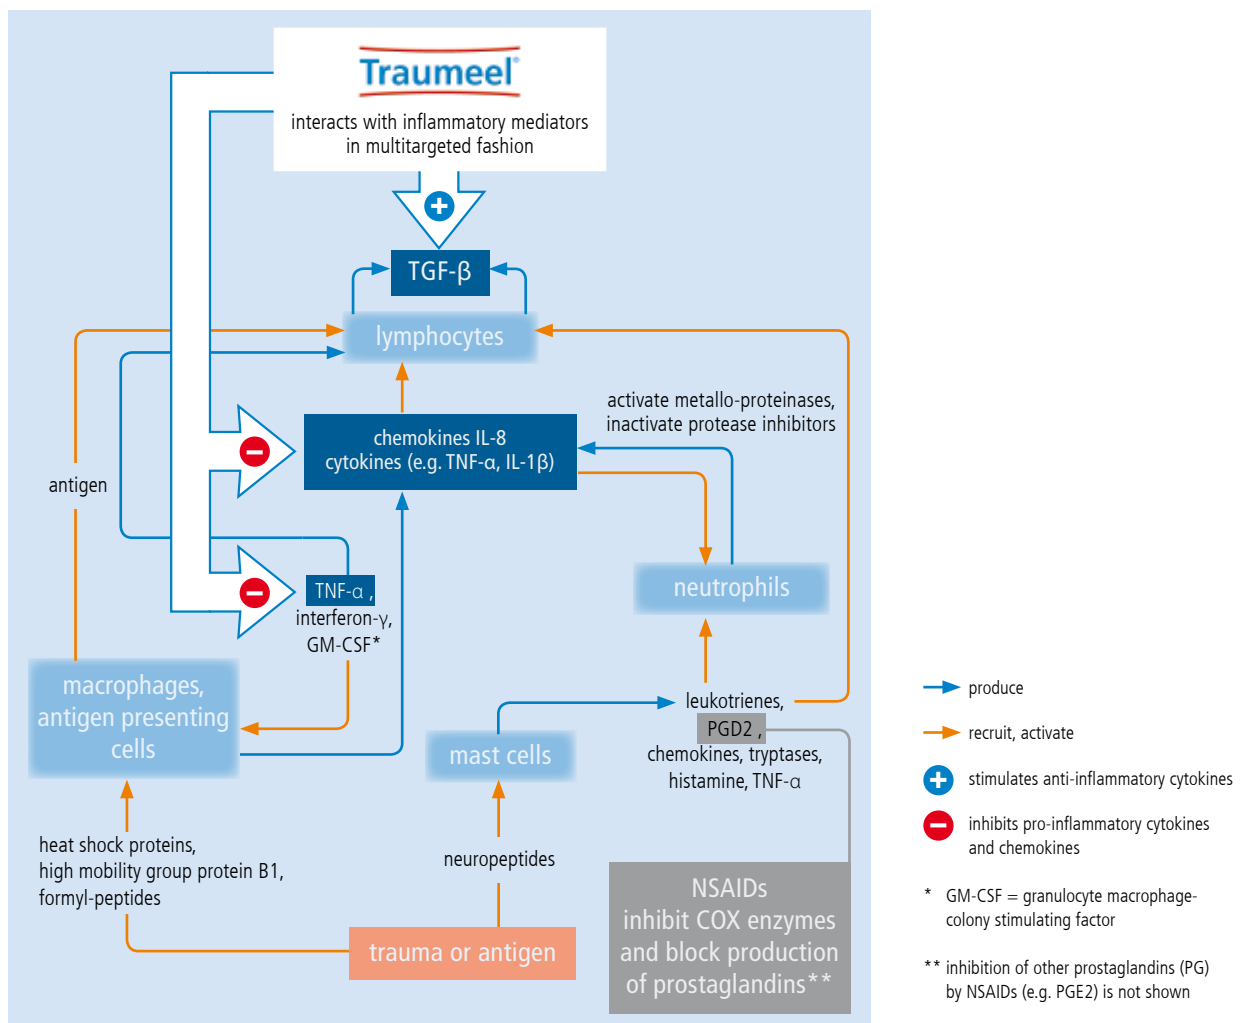 Traumeel®
interacts with inflammatory mediators
in multitargeted fashion
TGF-β
lymphocytes
activate metallo-proteinases,
inactivate protease inhibitors
chemokines IL-8
cytokines (e.g. TNF-α, IL-1β)
antigen
TNF-α ,
interferon-γ,
GM-CSF*
neutrophils
macrophages,
antigen presenting
cells
mast cells
leukotrienes,
PGD2 ,
chemokines, tryptases,
histamine, TNF-α
heat shock proteins,
high mobility group protein B1,
formyl-peptides
neuropeptides
trauma or antigen
NSAIDs
inhibit COX enzymes
and block production
of prostaglandins**
produce
recruit, activate
stimulates anti-inflammatory cytokines
inhibits pro-inflammatory cytokines
and chemokines
* GM-CSF = granulocyte macrophage-
colony stimulating factor
** inhibition of other prostaglandins (PG)
by NSAIDs (e.g. PGE2) is not shown